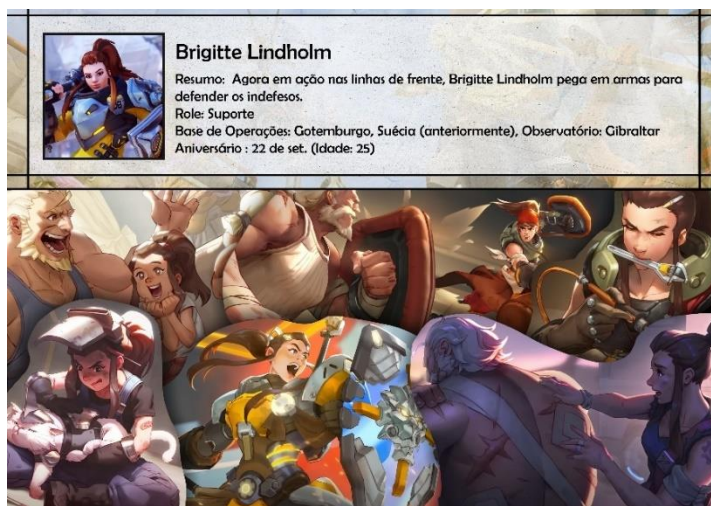 Brigitte Lindholm
Resumo: Agora em ação nas linhas de frente, Brigitte Lindholm pega em armas para
defender os indefesos.
Role: Suporte
Base de Operações: Gotemburgo, Suécia (anteriormente), Observatório: Gibraltar
Aniversário : 22 de set. (Idade: 25)